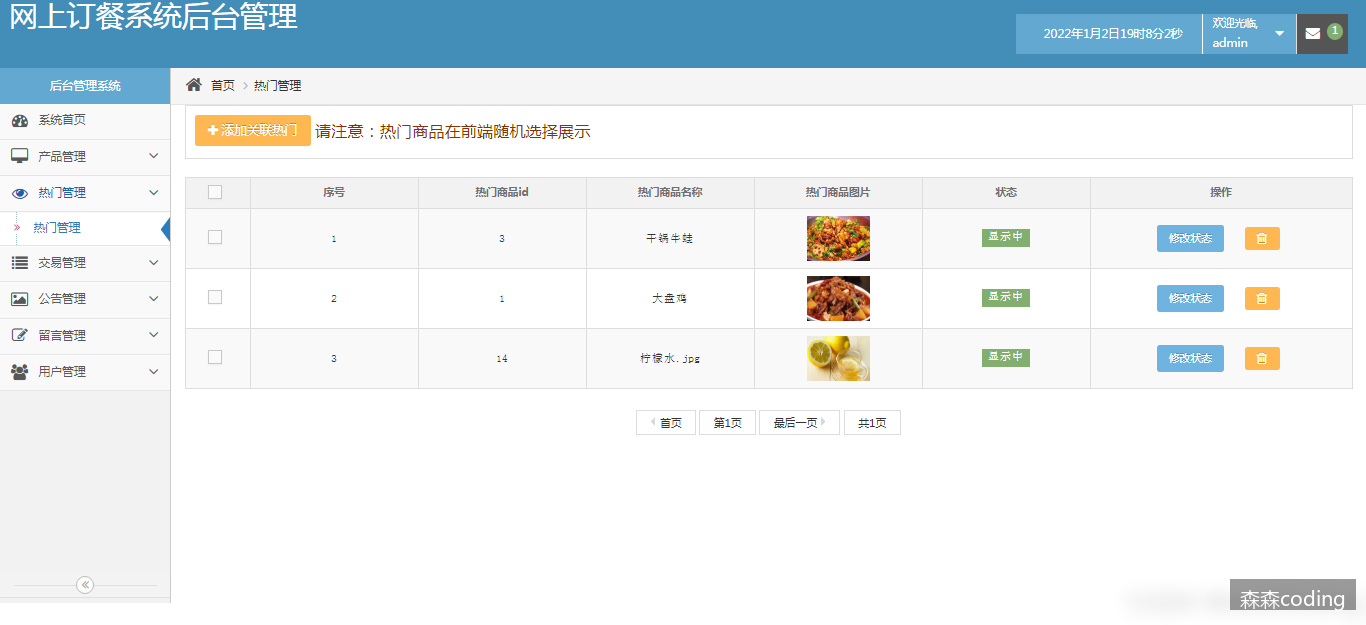 网上订餐系统后台管理
2022年1月2日19时8分2秒
欢迎光临,
admin
1
后台管理系统
首页 热门管理
系统首页
产品管理
热门管理
热门管理
交易管理
公告管理
留言管理
用户管理
添加关联热门 请注意：热门商品在前端随机选择展示
序号 热门商品id 热门商品名称 热门商品图片 状态 操作
1 3 干锅牛蛙 显示中 修改状态
2 1 大盘鸡 显示中 修改状态
3 14 柠檬水.jpg 显示中 修改状态
首页 第1页 最后一页 共1页
森森coding